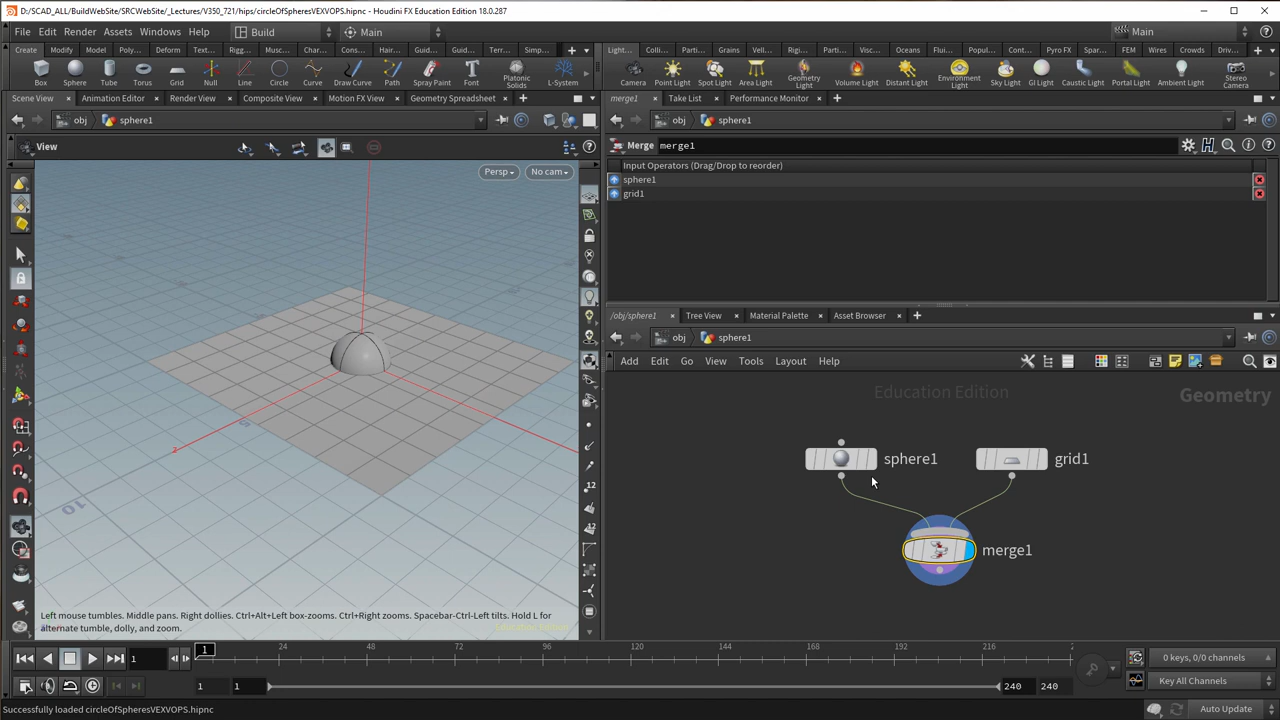 D:/SCAD_ALL/BuildWebSite/SRCWebSite/_Lectures/V350_721/hips/circleOfSpheresVEXVOPS.hipnc - Houdini FX Education Edition 18.0.287
File Edit Render Assets Windows Help Build Main Main
Create Modify Model Poly... Deform Text... Rigg... Musc... Char... Cons... Hair... Guid... Guid... Terr... Simp... Light... Colli... Parti... Grains Vell... Rigi... Parti... Visc... Oceans Flui... Popul... Cont... Pyro FX Spar... FEM Wires Crowds Driv...
Box Sphere Tube Torus Grid Null Line Circle Curve Draw Curve Path Spray Paint Font Platonic Solids L-System Camera Point Light Spot Light Area Light Geometry Light Volume Light Distant Light Environment Light Sky Light GI Light Caustic Light Portal Light Ambient Light Stereo Camera
Scene View Animation Editor Render View Composite View Motion FX View Geometry Spreadsheet merge1 Take List Performance Monitor
obj sphere1 obj sphere1
View
Merge merge1
Persp No cam
Input Operators (Drag/Drop to reorder)
sphere1
grid1
/obj/sphere1 Tree View Material Palette Asset Browser
obj sphere1
Add Edit Go View Tools Layout Help
Education Edition Geometry
sphere1 grid1
merge1
z
5
10
12
12
Left mouse tumbles. Middle pans. Right dollies. Ctrl+Alt+Left box-zooms. Ctrl+Right zooms. Spacebar-Ctrl-Left tilts. Hold L for
alternate tumble, dolly, and zoom.
Education Edition
1 1 24 48 72 96 120 144 168 192 216 2
0 keys, 0/0 channels
1 1 240 240 Key All Channels
Successfully loaded circleOfSpheresVEXVOPS.hipnc Auto Update